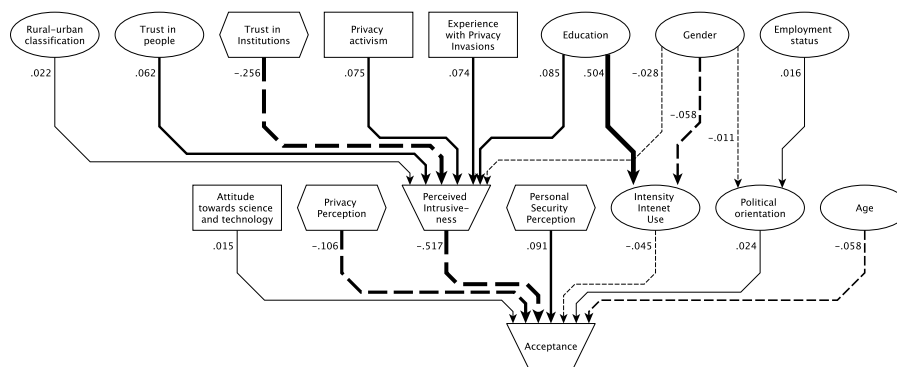 Rural-urban
classification
Trust in
people
Trust in
Institutions
Privacy
activism
Experience
with Privacy
Invasions
Education
Gender
Employment
status
.022
.062
-.256
.075
.074
.085
.504
-.028
.016
-.058
-.011
Attitude
towards science
and technology
Privacy
Perception
Perceived
Intrusive-
ness
Personal
Security
Perception
Intensity
Intenet
Use
Political
orientation
Age
.015
-.106
-.517
.091
-.045
.024
-.058
Acceptance